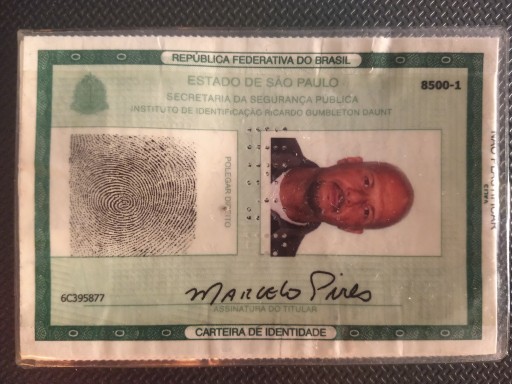 REPÚBLICA FEDERATIVA DO BRASIL
ESTADO DE SÃO PAULO
8500-1
SECRETARIA DA SEGURANÇA PÚBLICA
INSTITUTO DE IDENTIFICAÇÃO RICARDO GUMBLETON DAUNT
POLEGAR DIREITO
6C395877
Marcelo Pires
ASSINATURA DO TITULAR
CARTEIRA DE IDENTIDADE